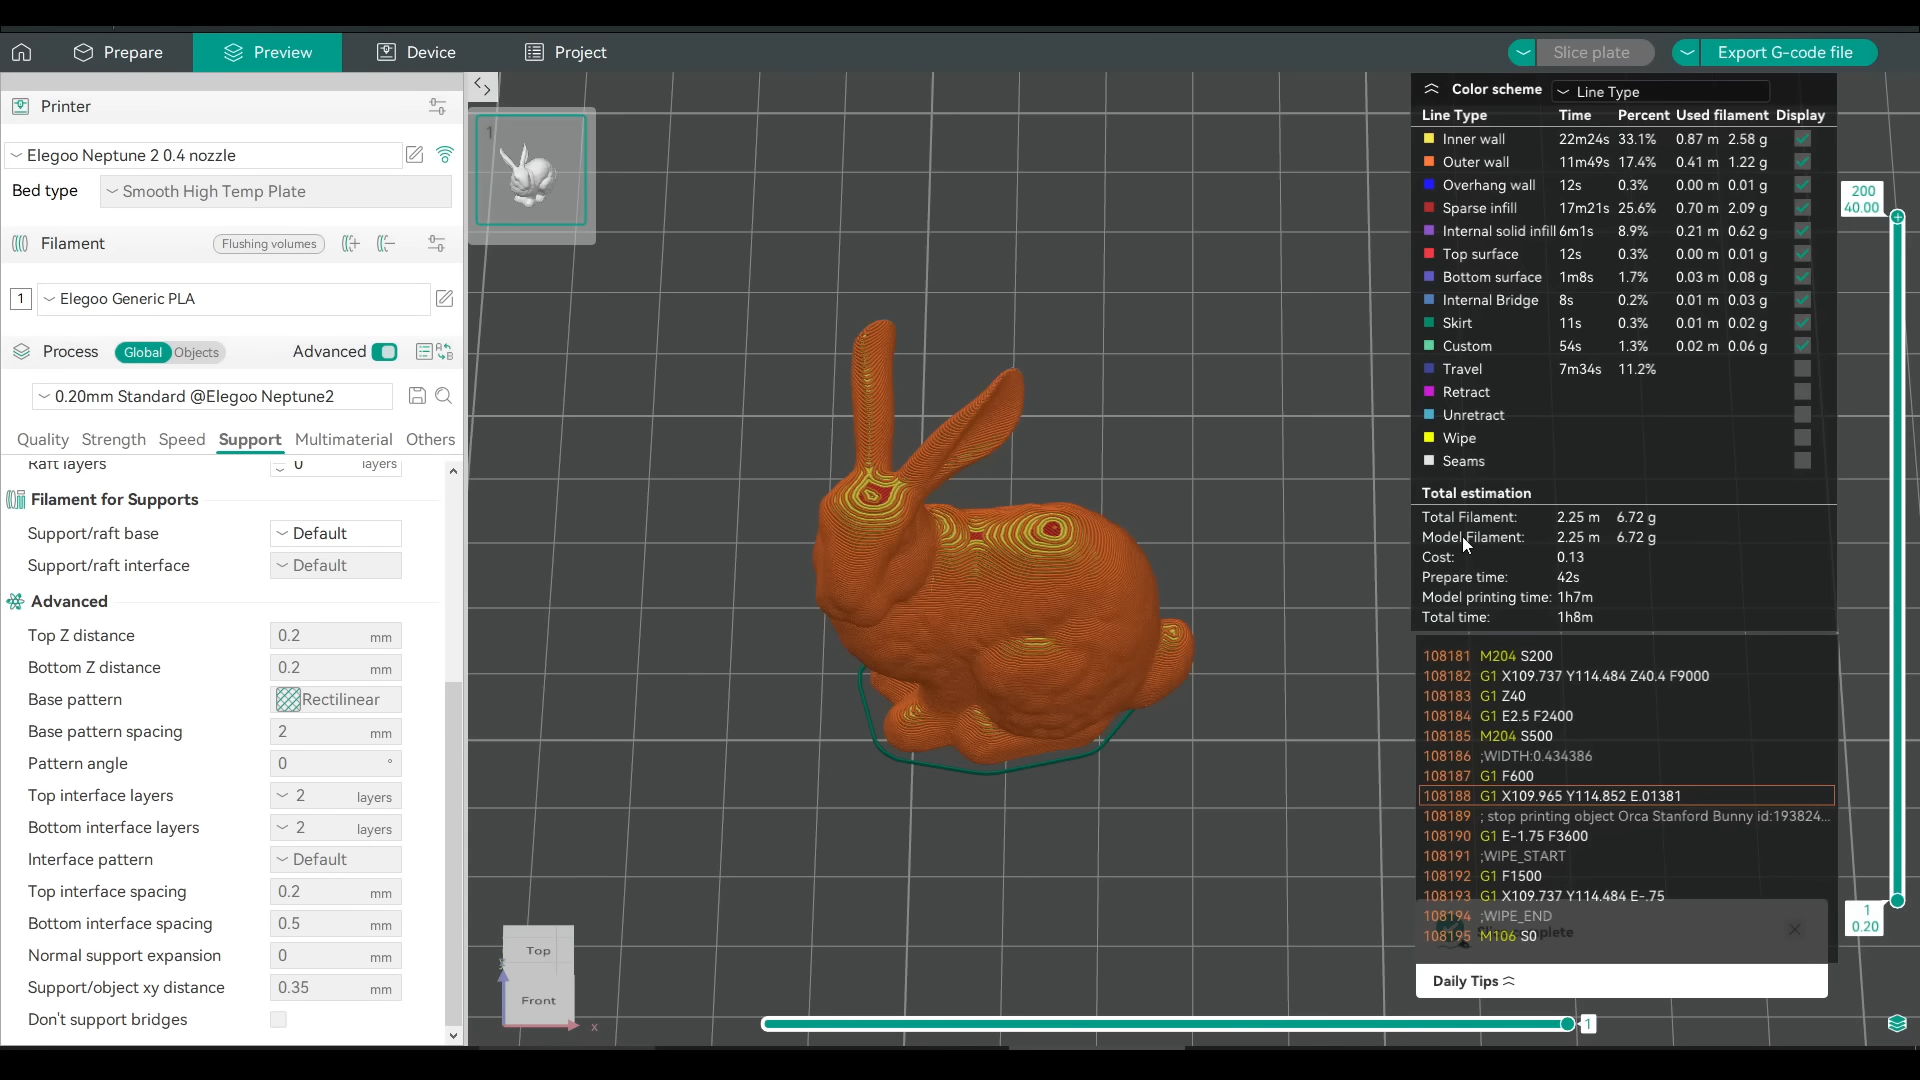 Prepare
Preview
Device
Project
Slice plate
Export G-code file
Printer
Elegoo Neptune 2 0.4 nozzle
Bed type
Smooth High Temp Plate
Filament
Flushing volumes
1
Elegoo Generic PLA
Process
Global
Objects
Advanced
0.20mm Standard @Elegoo Neptune2
Quality
Strength
Speed
Support
Multimaterial
Others
Raft layers 0 layers
Filament for Supports
Support/raft base Default
Support/raft interface Default
Advanced
Top Z distance 0.2 mm
Bottom Z distance 0.2 mm
Base pattern Rectilinear
Base pattern spacing 2 mm
Pattern angle 0 °
Top interface layers 2 layers
Bottom interface layers 2 layers
Interface pattern Default
Top interface spacing 0.2 mm
Bottom interface spacing 0.5 mm
Normal support expansion 0 mm
Support/object xy distance 0.35 mm
Don't support bridges
1
Top
Front
x
Color scheme Line Type
Line Type Time Percent Used filament Display
Inner wall 22m24s 33.1% 0.87 m 2.58 g
Outer wall 11m49s 17.4% 0.41 m 1.22 g
Overhang wall 12s 0.3% 0.00 m 0.01 g
Sparse infill 17m21s 25.6% 0.70 m 2.09 g
Internal solid infill 6m1s 8.9% 0.21 m 0.62 g
Top surface 12s 0.3% 0.00 m 0.01 g
Bottom surface 1m8s 1.7% 0.03 m 0.08 g
Internal Bridge 8s 0.2% 0.01 m 0.03 g
Skirt 11s 0.3% 0.01 m 0.02 g
Custom 54s 1.3% 0.02 m 0.06 g
Travel 7m34s 11.2%
Retract
Unretract
Wipe
Seams
Total estimation
Total Filament: 2.25 m 6.72 g
Model Filament: 2.25 m 6.72 g
Cost: 0.13
Prepare time: 42s
Model printing time: 1h7m
Total time: 1h8m
108181 M204 S200
108182 G1 X109.737 Y114.484 Z40.4 F9000
108183 G1 Z40
108184 G1 E2.5 F2400
108185 M204 S500
108186 ;WIDTH:0.434386
108187 G1 F600
108188 G1 X109.965 Y114.852 E.01381
108189 ; stop printing object Orca Stanford Bunny id:193824...
108190 G1 E-1.75 F3600
108191 ;WIPE_START
108192 G1 F1500
108193 G1 X109.737 Y114.484 E-.75
108194 ;WIPE_END
108195 M106 S0
Daily Tips
200
40.00
1
0.20
1